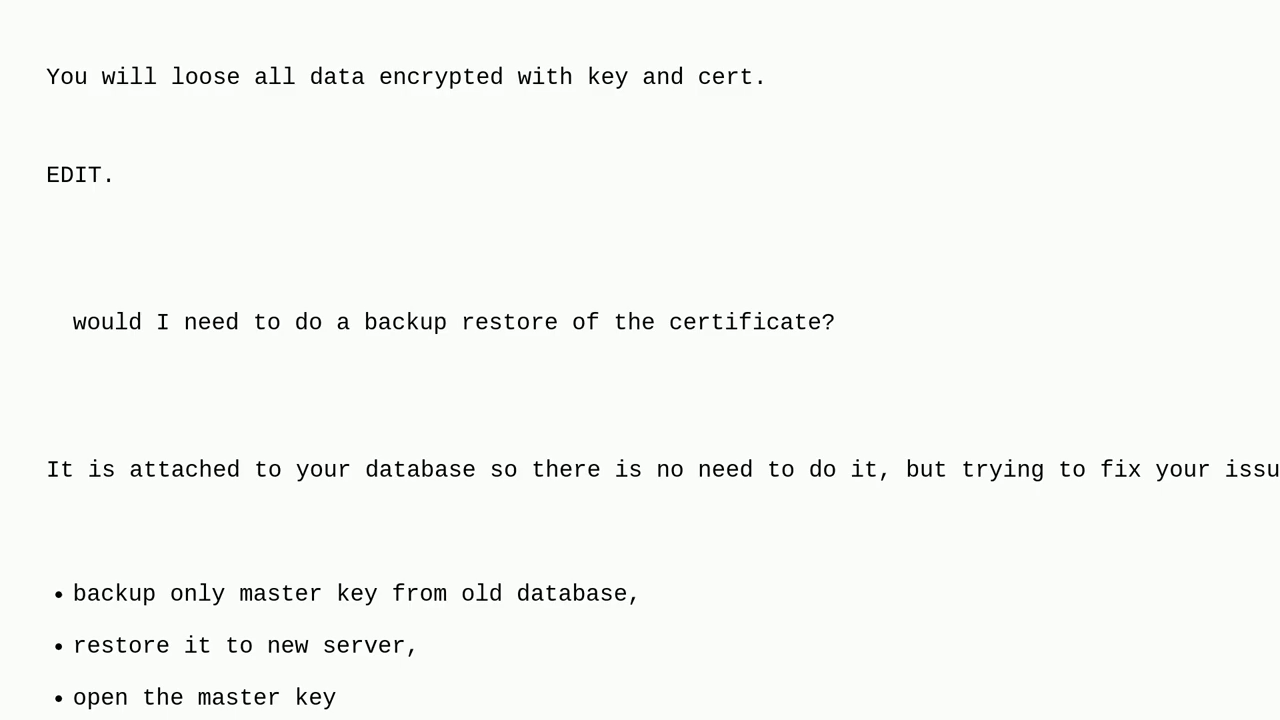 You will loose all data encrypted with key and cert.
EDIT.
would I need to do a backup restore of the certificate?
It is attached to your database so there is no need to do it, but trying to fix your issu
• backup only master key from old database,
• restore it to new server,
• open the master key